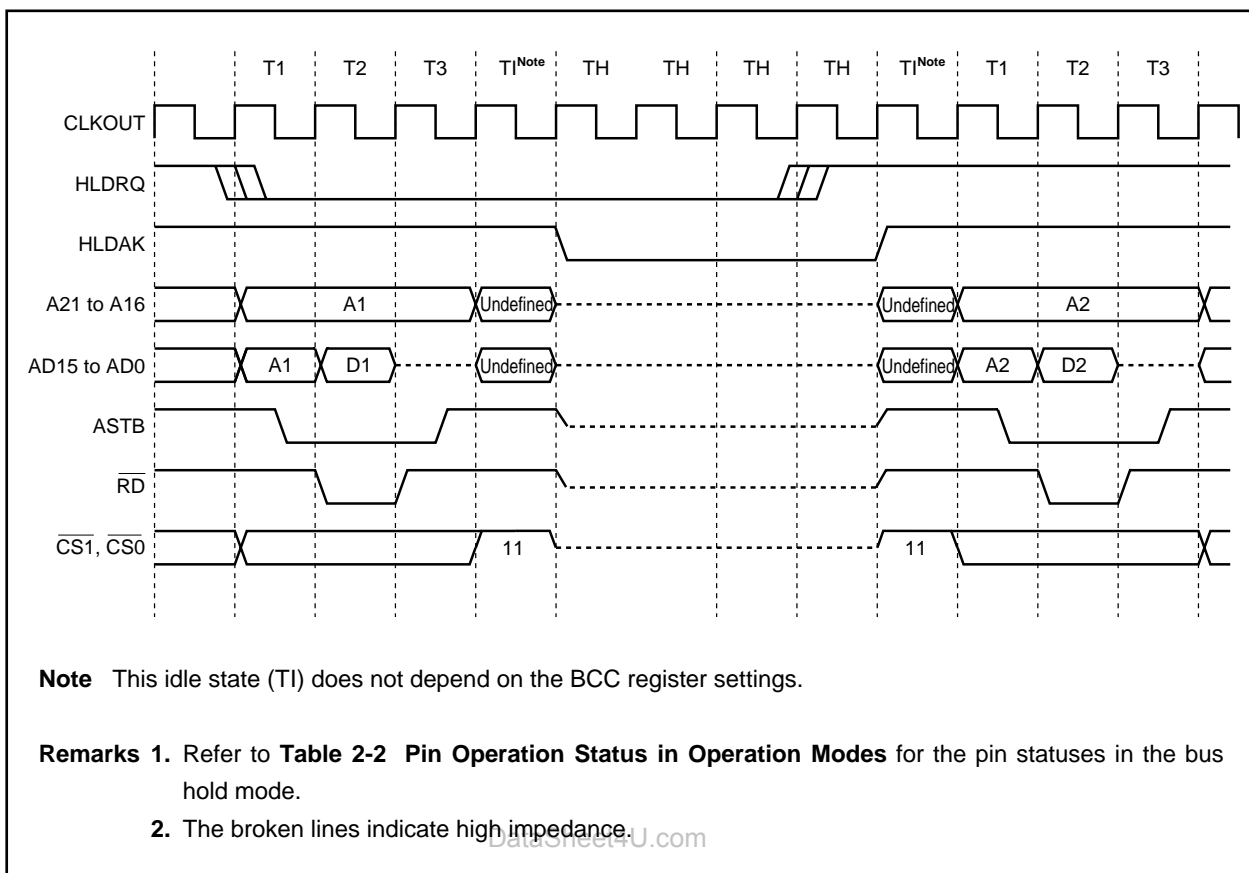 T1 T2 T3 TINote TH TH TH TH TINote T1 T2 T3
CLKOUT
HLDRQ
HLDAK
A21 to A16 A1 Undefined Undefined A2
AD15 to AD0 A1 D1 Undefined Undefined A2 D2
ASTB
RD
CS1, CS0 11 11
Note This idle state (TI) does not depend on the BCC register settings.
Remarks 1. Refer to Table 2-2 Pin Operation Status in Operation Modes for the pin statuses in the bus
hold mode.
2. The broken lines indicate high impedance.
DataSheet4U.com